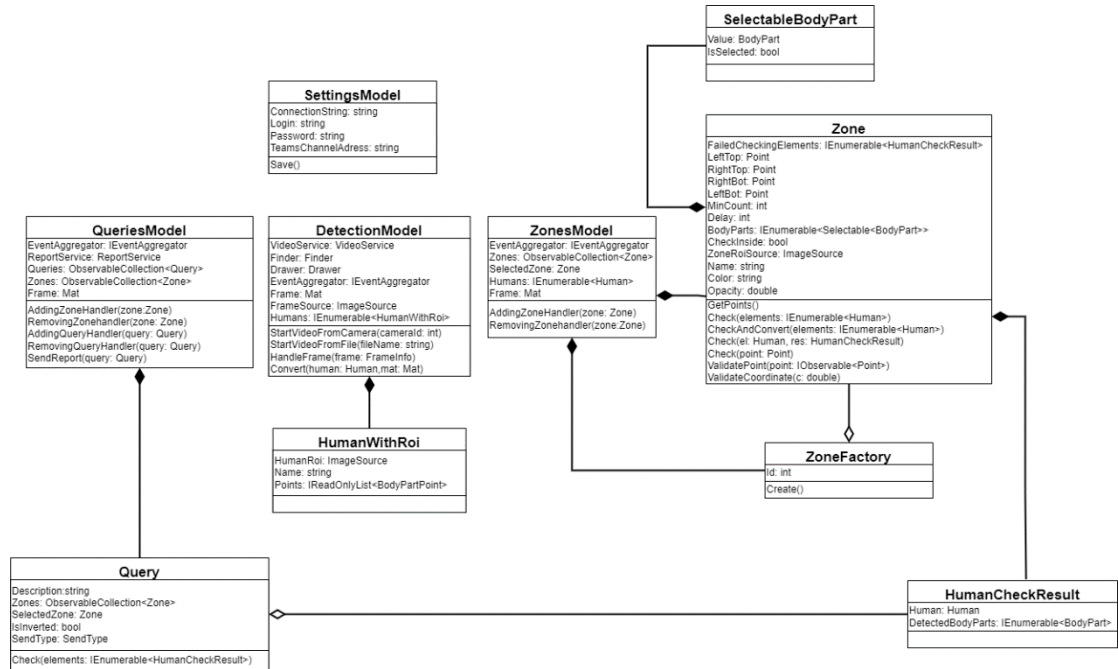 SelectableBodyPart
Value: BodyPart
IsSelected: bool
SettingsModel
ConnectionString: string
Login: string
Password: string
TeamsChannelAdress: string
Save()
Zone
FailedCheckingElements: IEnumerable<HumanCheckResult>
LeftTop: Point
RightTop: Point
RightBot: Point
LeftBot: Point
MinCount: int
Delay: int
BodyParts: IEnumerable<Selectable<BodyPart>>
CheckInside: bool
ZoneRoiSource: ImageSource
Name: string
Color: string
Opacity: double
GetPoints()
Check(elements: IEnumerable<Human>)
CheckAndConvert(elements: IEnumerable<Human>)
Check(el: Human, res: HumanCheckResult)
Check(point: Point)
ValidatePoint(point: IObservable<Point>)
ValidateCoordinate(c: double)
QueriesModel
EventAggregator: IEventAggregator
ReportService: ReportService
Queries: ObservableCollection<Query>
Zones: ObservableCollection<Zone>
Frame: Mat
AddingZoneHandler(zone:Zone)
RemovingZonehandler(zone: Zone)
AddingQueryHandler(query: Query)
RemovingQueryHandler(query: Query)
SendReport(query: Query)
DetectionModel
VideoService: VideoService
Finder: Finder
Drawer: Drawer
EventAggregator: IEventAggregator
Frame: Mat
FrameSource: ImageSource
Humans: IEnumerable<HumanWithRoi>
StartVideoFromCamera(cameraId: int)
StartVideoFromFile(fileName: string)
HandleFrame(frame: FrameInfo)
Convert(human: Human,mat: Mat)
ZonesModel
EventAggregator: IEventAggregator
Zones: ObservableCollection<Zone>
SelectedZone: Zone
Humans: IEnumerable<Human>
Frame: Mat
AddingZoneHandler(zone: Zone)
RemovingZonehandler(zone:Zone)
HumanWithRoi
HumanRoi: ImageSource
Name: string
Points: IReadOnlyList<BodyPartPoint>
ZoneFactory
Id: int
Create()
Query
Description:string
Zones: ObservableCollection<Zone>
SelectedZone: Zone
IsInverted: bool
SendType: SendType
Check(elements: IEnumerable<HumanCheckResult>)
HumanCheckResult
Human: Human
DetectedBodyParts: IEnumerable<BodyPart>